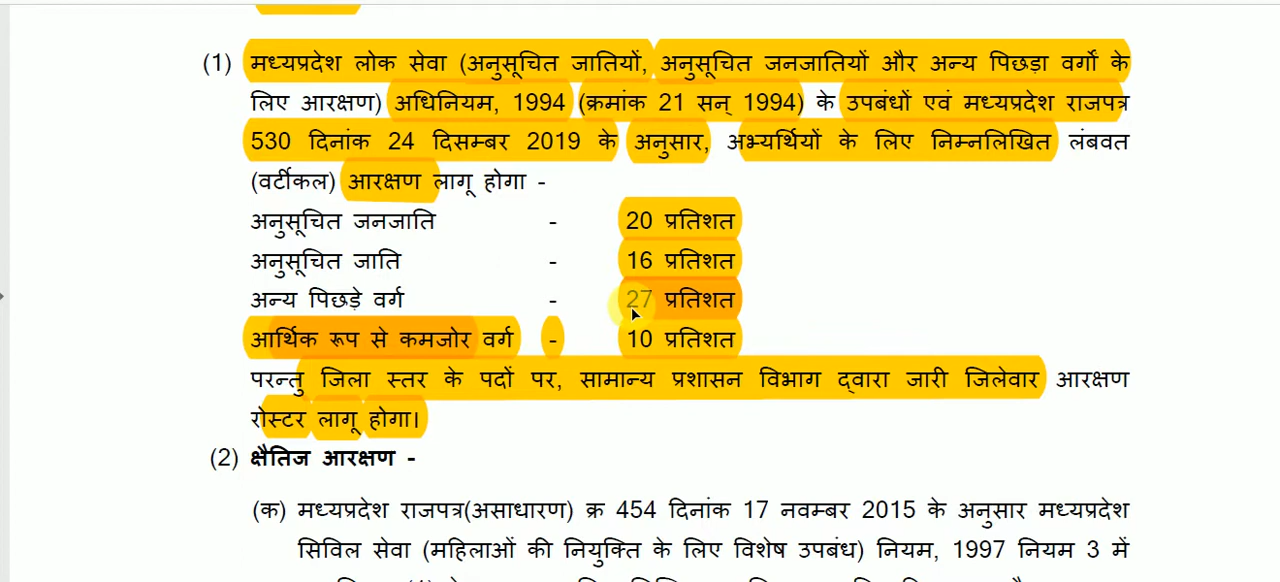 (1) मध्यप्रदेश लोक सेवा (अनुसूचित जातियों, अनुसूचित जनजातियों और अन्य पिछड़ा वर्गों के
लिए आरक्षण) अधिनियम, 1994 (क्रमांक 21 सन् 1994) के उपबंधों एवं मध्यप्रदेश राजपत्र
530 दिनांक 24 दिसम्बर 2019 के अनुसार, अभ्यर्थियों के लिए निम्नलिखित लंबवत
(वर्टीकल) आरक्षण लागू होगा -
अनुसूचित जनजाति - 20 प्रतिशत
अनुसूचित जाति - 16 प्रतिशत
अन्य पिछड़े वर्ग - 27 प्रतिशत
आर्थिक रूप से कमजोर वर्ग - 10 प्रतिशत
परन्तु जिला स्तर के पदों पर, सामान्य प्रशासन विभाग द्वारा जारी जिलेवार आरक्षण
रोस्टर लागू होगा।
(2) क्षैतिज आरक्षण -
(क) मध्यप्रदेश राजपत्र(असाधारण) क्र 454 दिनांक 17 नवम्बर 2015 के अनुसार मध्यप्रदेश
सिविल सेवा (महिलाओं की नियुक्ति के लिए विशेष उपबंध) नियम, 1997 नियम 3 में